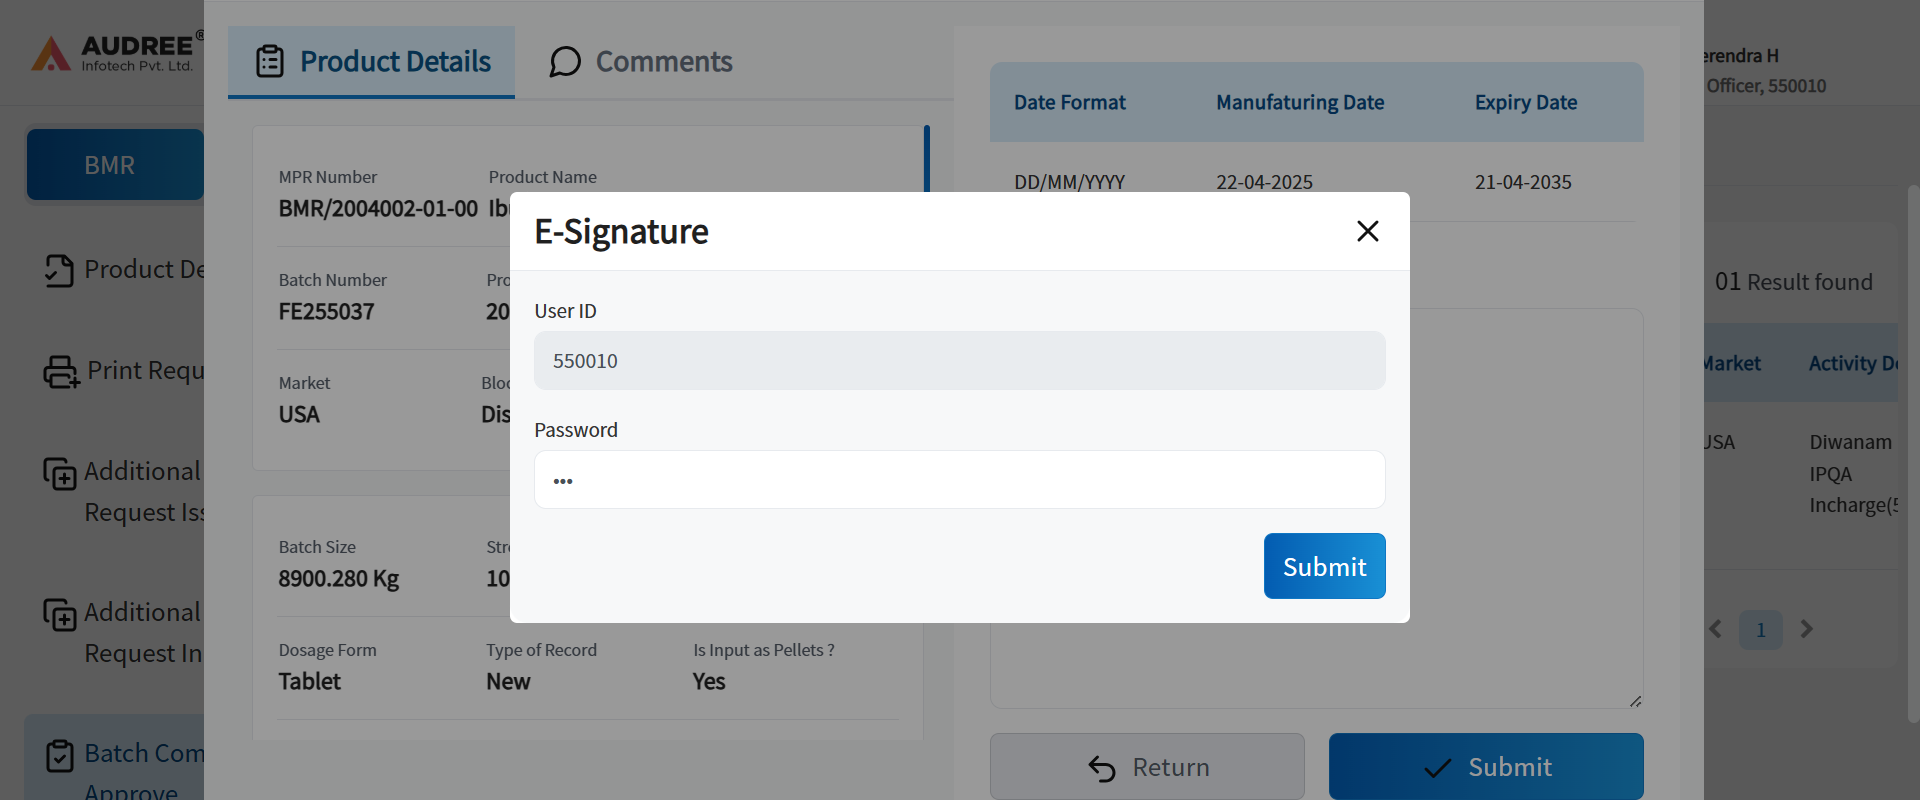 AUDREE®
Infotech Pvt. Ltd.
BMR
Product De
Print Requ
Additional
Request Iss
Additional
Request In
Batch Com
Approve
Product Details
Comments
MPR Number
Product Name
BMR/2004002-01-00
Ibu
Batch Number
Pro
FE255037
20
Market
Bloc
USA
Dis
Batch Size
Stre
8900.280 Kg
10
Dosage Form
Type of Record
Is Input as Pellets ?
Tablet
New
Yes
Date Format
Manufaturing Date
Expiry Date
DD/MM/YYYY
22-04-2025
21-04-2035
Return
Submit
E-Signature
User ID
550010
Password
•••
Submit
erendra H
Officer, 550010
01 Result found
Market
Activity De
USA
Diwanam
IPQA
Incharge(5
1